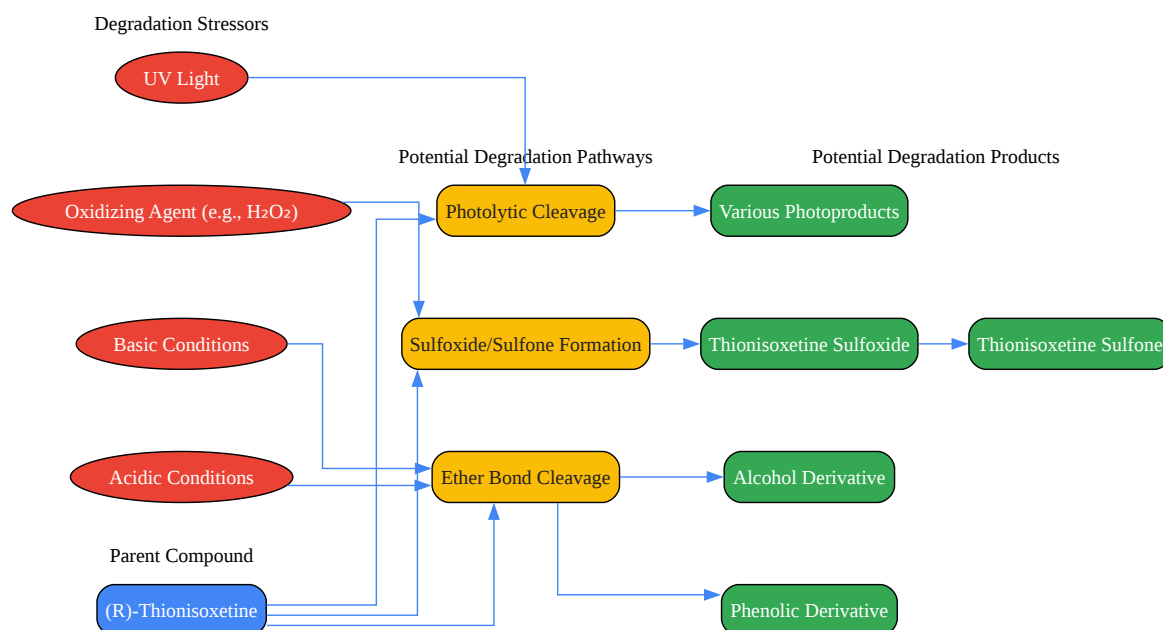 Degradation Stressors
UV Light
Potential Degradation Pathways
Potential Degradation Products
Oxidizing Agent (e.g., H₂O₂)
Photolytic Cleavage
Various Photoproducts
Basic Conditions
Sulfoxide/Sulfone Formation
Thionisoxetine Sulfoxide
Thionisoxetine Sulfone
Acidic Conditions
Ether Bond Cleavage
Alcohol Derivative
Parent Compound
(R)-Thionisoxetine
Phenolic Derivative